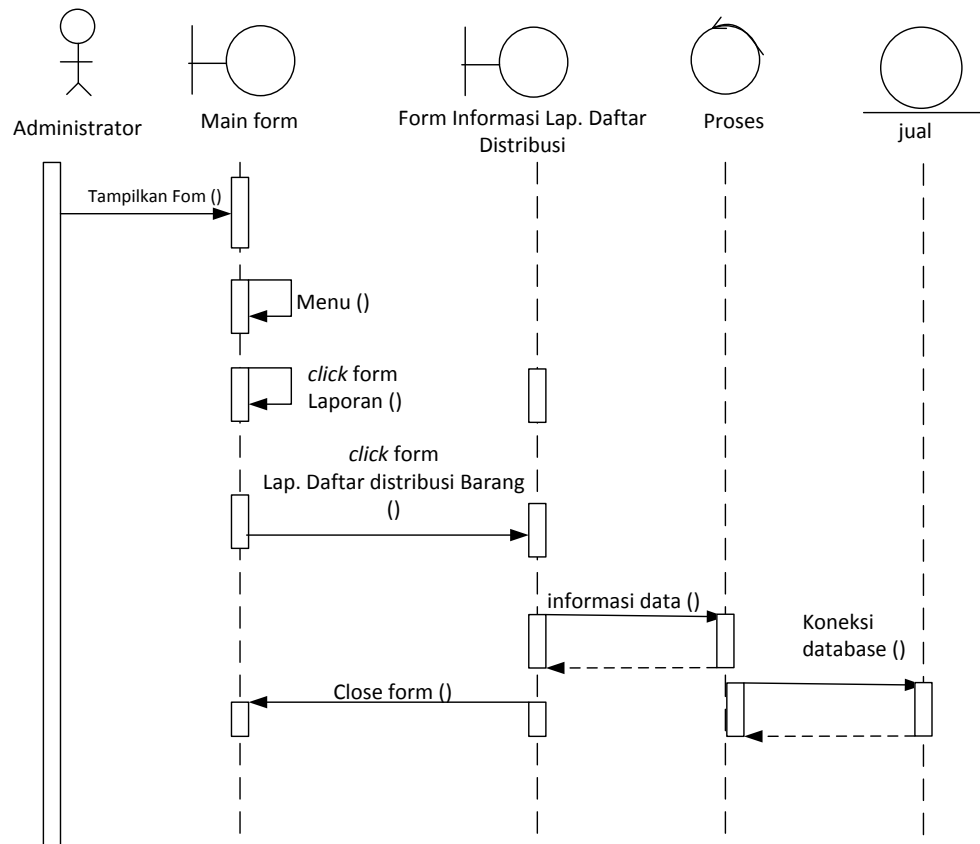 Administrator
Main form
Form Informasi Lap. Daftar
Distribusi
Proses
jual
Tampilkan Fom ()
Menu ()
click form
Laporan ()
click form
Lap. Daftar distribusi Barang
()
informasi data ()
Koneksi
database ()
Close form ()